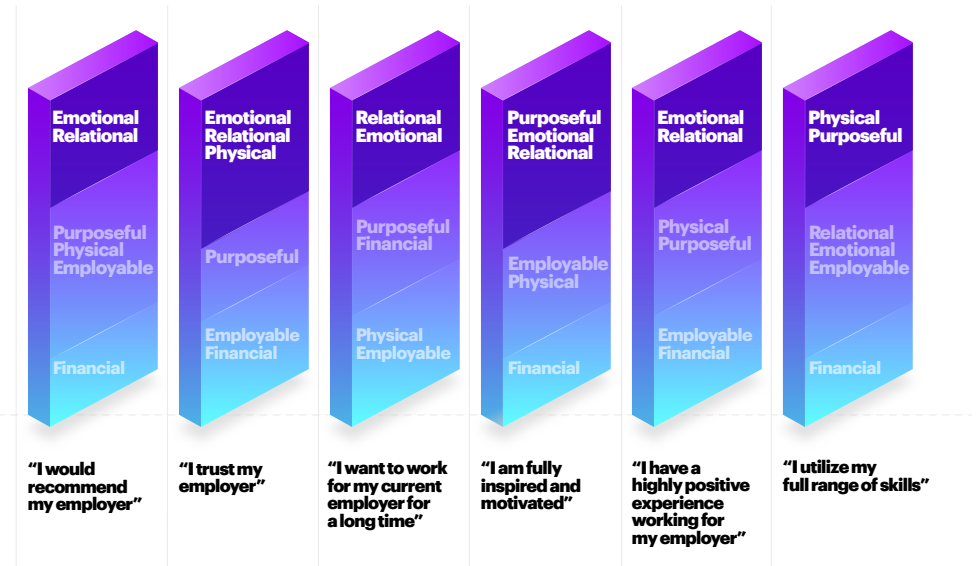 Emotional
Relational
Purposeful
Physical
Employable
Financial
“I would
recommend
my employer”
Emotional
Relational
Physical
Purposeful
Employable
Financial
“I trust my
employer”
Relational
Emotional
Purposeful
Financial
Physical
Employable
“I want to work
for my current
employer for
a long time”
Purposeful
Emotional
Relational
Employable
Physical
Financial
“I am fully
inspired and
motivated”
Emotional
Relational
Physical
Purposeful
Employable
Financial
“I have a
highly positive
experience
working for
my employer”
Physical
Purposeful
Relational
Emotional
Employable
Financial
“I utilize my
full range of skills”